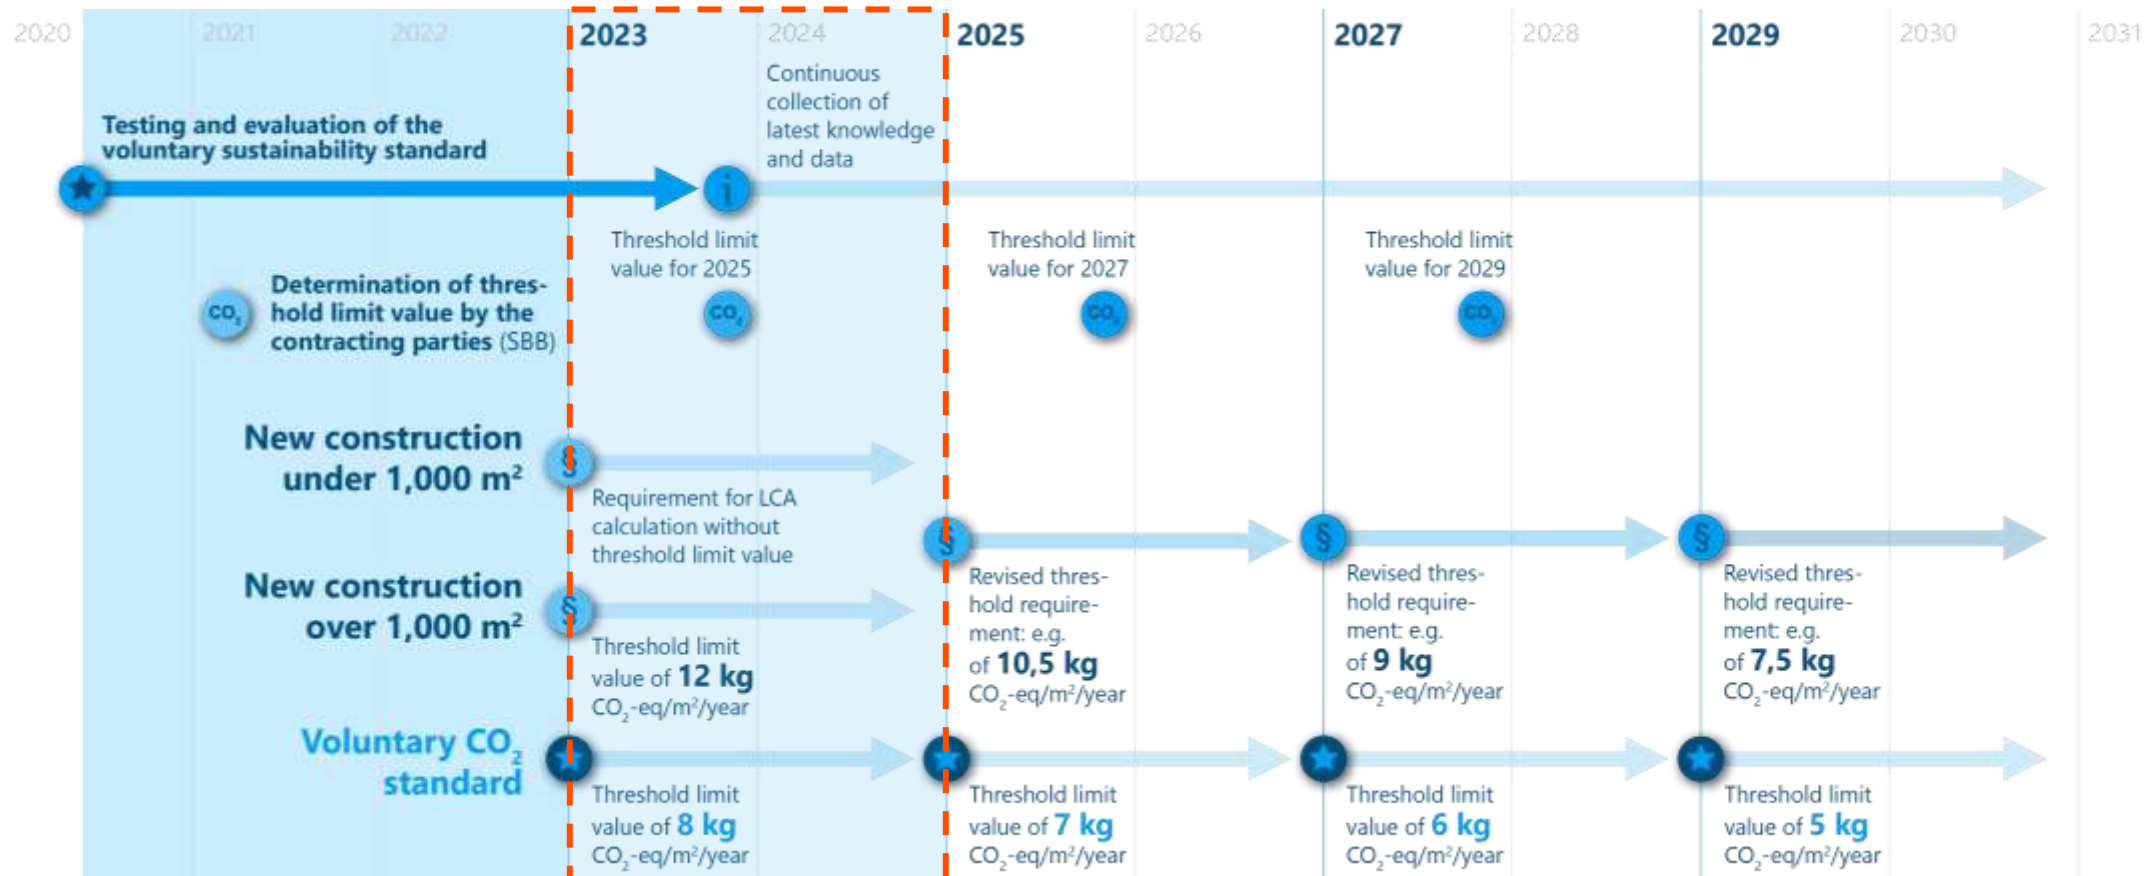 2020 2021 2022 2023 2024 2025 2026 2027 2028 2029 2030 2031
Testing and evaluation of the
voluntary sustainability standard
Continuous
collection of
latest knowledge
and data
i
Determination of thres-
hold limit value by the
contracting parties (SBB)
CO₂
Threshold limit
value for 2025
CO₂
Threshold limit
value for 2027
CO₂
Threshold limit
value for 2029
CO₂
New construction
under 1,000 m²
§
Requirement for LCA
calculation without
threshold limit value
New construction
over 1,000 m²
§
Threshold limit
value of 12 kg
CO₂-eq/m²/year
§
Revised thres-
hold require-
ment: e.g.
of 10,5 kg
CO₂-eq/m²/year
§
Revised thres-
hold require-
ment: e.g.
of 9 kg
CO₂-eq/m²/year
§
Revised thres-
hold require-
ment: e.g.
of 7,5 kg
CO₂-eq/m²/year
Voluntary CO₂
standard
Threshold limit
value of 8 kg
CO₂-eq/m²/year
Threshold limit
value of 7 kg
CO₂-eq/m²/year
Threshold limit
value of 6 kg
CO₂-eq/m²/year
Threshold limit
value of 5 kg
CO₂-eq/m²/year